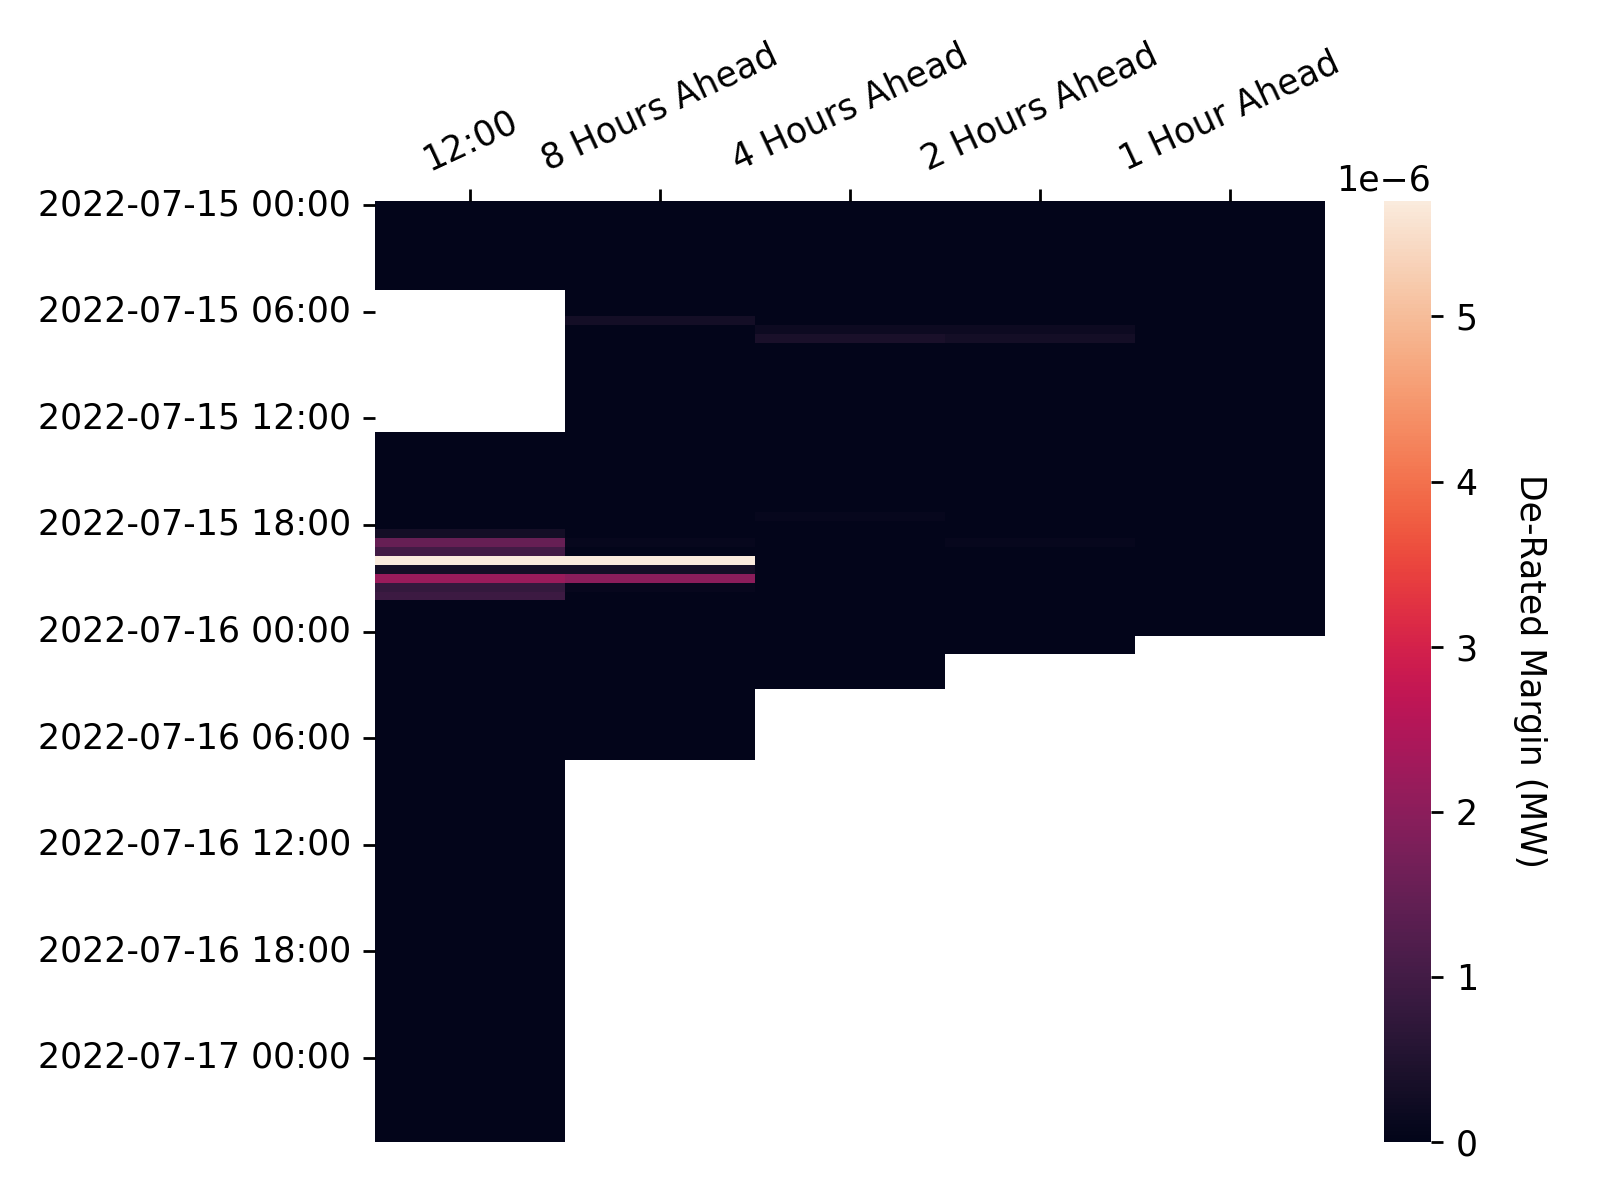 12:00
8 Hours Ahead
4 Hours Ahead
2 Hours Ahead
1 Hour Ahead
1e−6
2022-07-15 00:00
2022-07-15 06:00
2022-07-15 12:00
2022-07-15 18:00
2022-07-16 00:00
2022-07-16 06:00
2022-07-16 12:00
2022-07-16 18:00
2022-07-17 00:00
5
4
3
2
1
0
De-Rated Margin (MW)